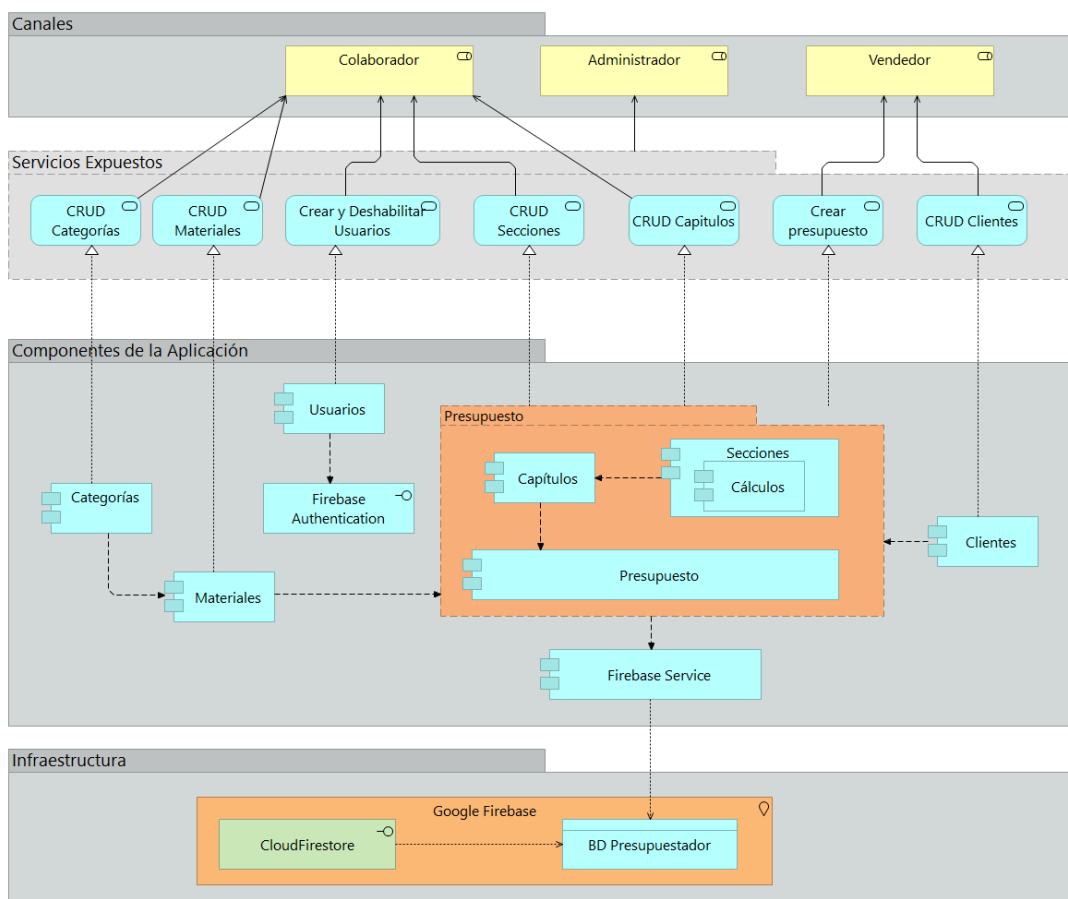 Canales
Colaborador
Administrador
Vendedor
Servicios Expuestos
CRUD
Categorías
CRUD
Materiales
Crear y Deshabilitar
Usuarios
CRUD
Secciones
CRUD Capitulos
Crear
presupuesto
CRUD Clientes
Componentes de la Aplicación
Usuarios
Presupuesto
Secciones
Capítulos
Cálculos
Categorías
Firebase
Authentication
Clientes
Presupuesto
Materiales
Firebase Service
Infraestructura
Google Firebase
CloudFirestore
BD Presupuestador